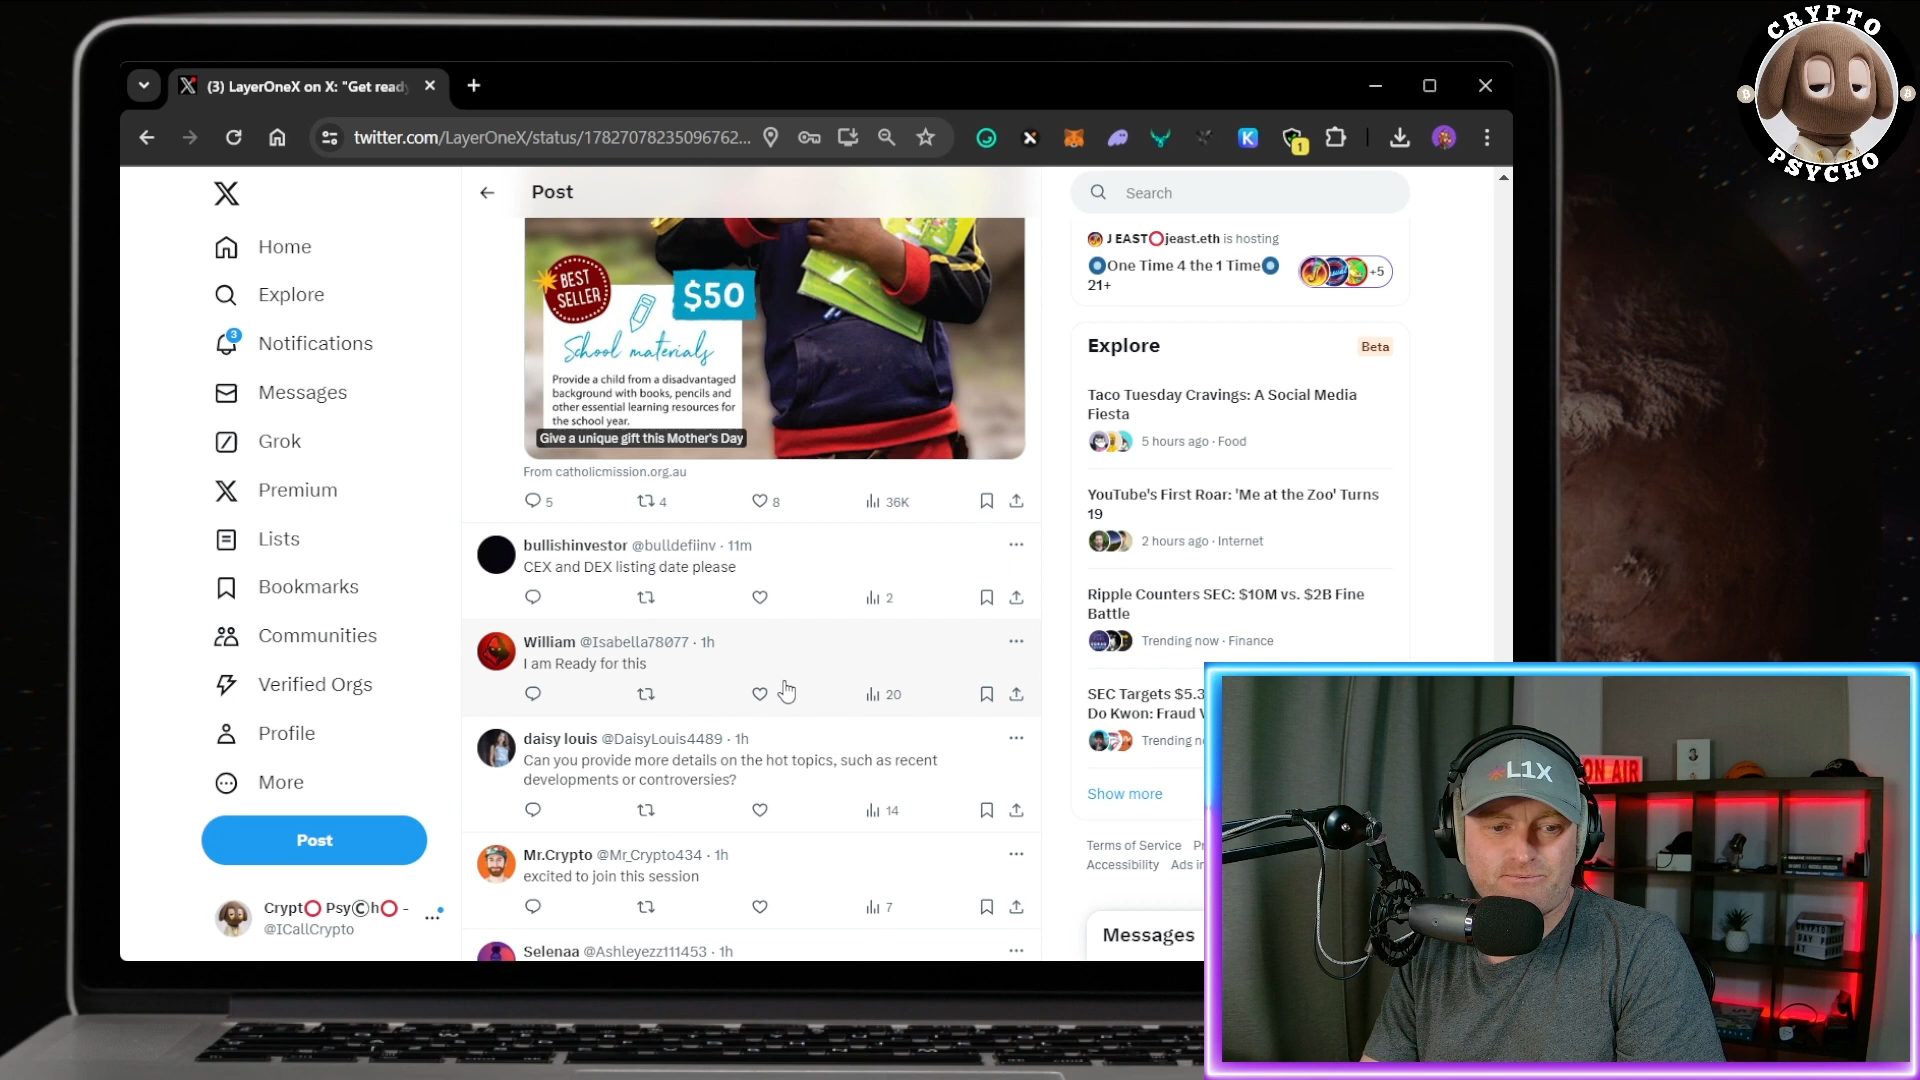 CRYPTO
PSYCHO
(3) LayerOneX on X: "Get ready
twitter.com/LayerOneX/status/17827078235096762...
1
Post
Search
Home
Explore
3
Notifications
Messages
Grok
Premium
Lists
Bookmarks
Communities
Verified Orgs
Profile
More
Post
Crypt⭕ PsyⒸh⭕ -
@ICallCrypto
BEST
SELLER
$50
School materials
Provide a child from a disadvantaged
background with books, pencils and
other essential learning resources for
the school year.
Give a unique gift this Mother's Day
From catholicmission.org.au
5 4 8 36K
bullishinvestor @bulldefiinv · 11m
CEX and DEX listing date please
2
William @Isabella78077 · 1h
I am Ready for this
20
daisy louis @DaisyLouis4489 · 1h
Can you provide more details on the hot topics, such as recent
developments or controversies?
14
Mr.Crypto @Mr_Crypto434 · 1h
excited to join this session
7
Selenaa @Ashleyezz111453 · 1h
J EAST⭕jeast.eth is hosting
One Time 4 the 1 Time
21+
+5
Explore
Beta
Taco Tuesday Cravings: A Social Media
Fiesta
5 hours ago · Food
YouTube's First Roar: 'Me at the Zoo' Turns
19
2 hours ago · Internet
Ripple Counters SEC: $10M vs. $2B Fine
Battle
Trending now · Finance
SEC Targets $5.3
Do Kwon: Fraud
Trending
Show more
Terms of Service
Accessibility Ads
Messages
L1X
ON AIR
CRYPTO
DAY